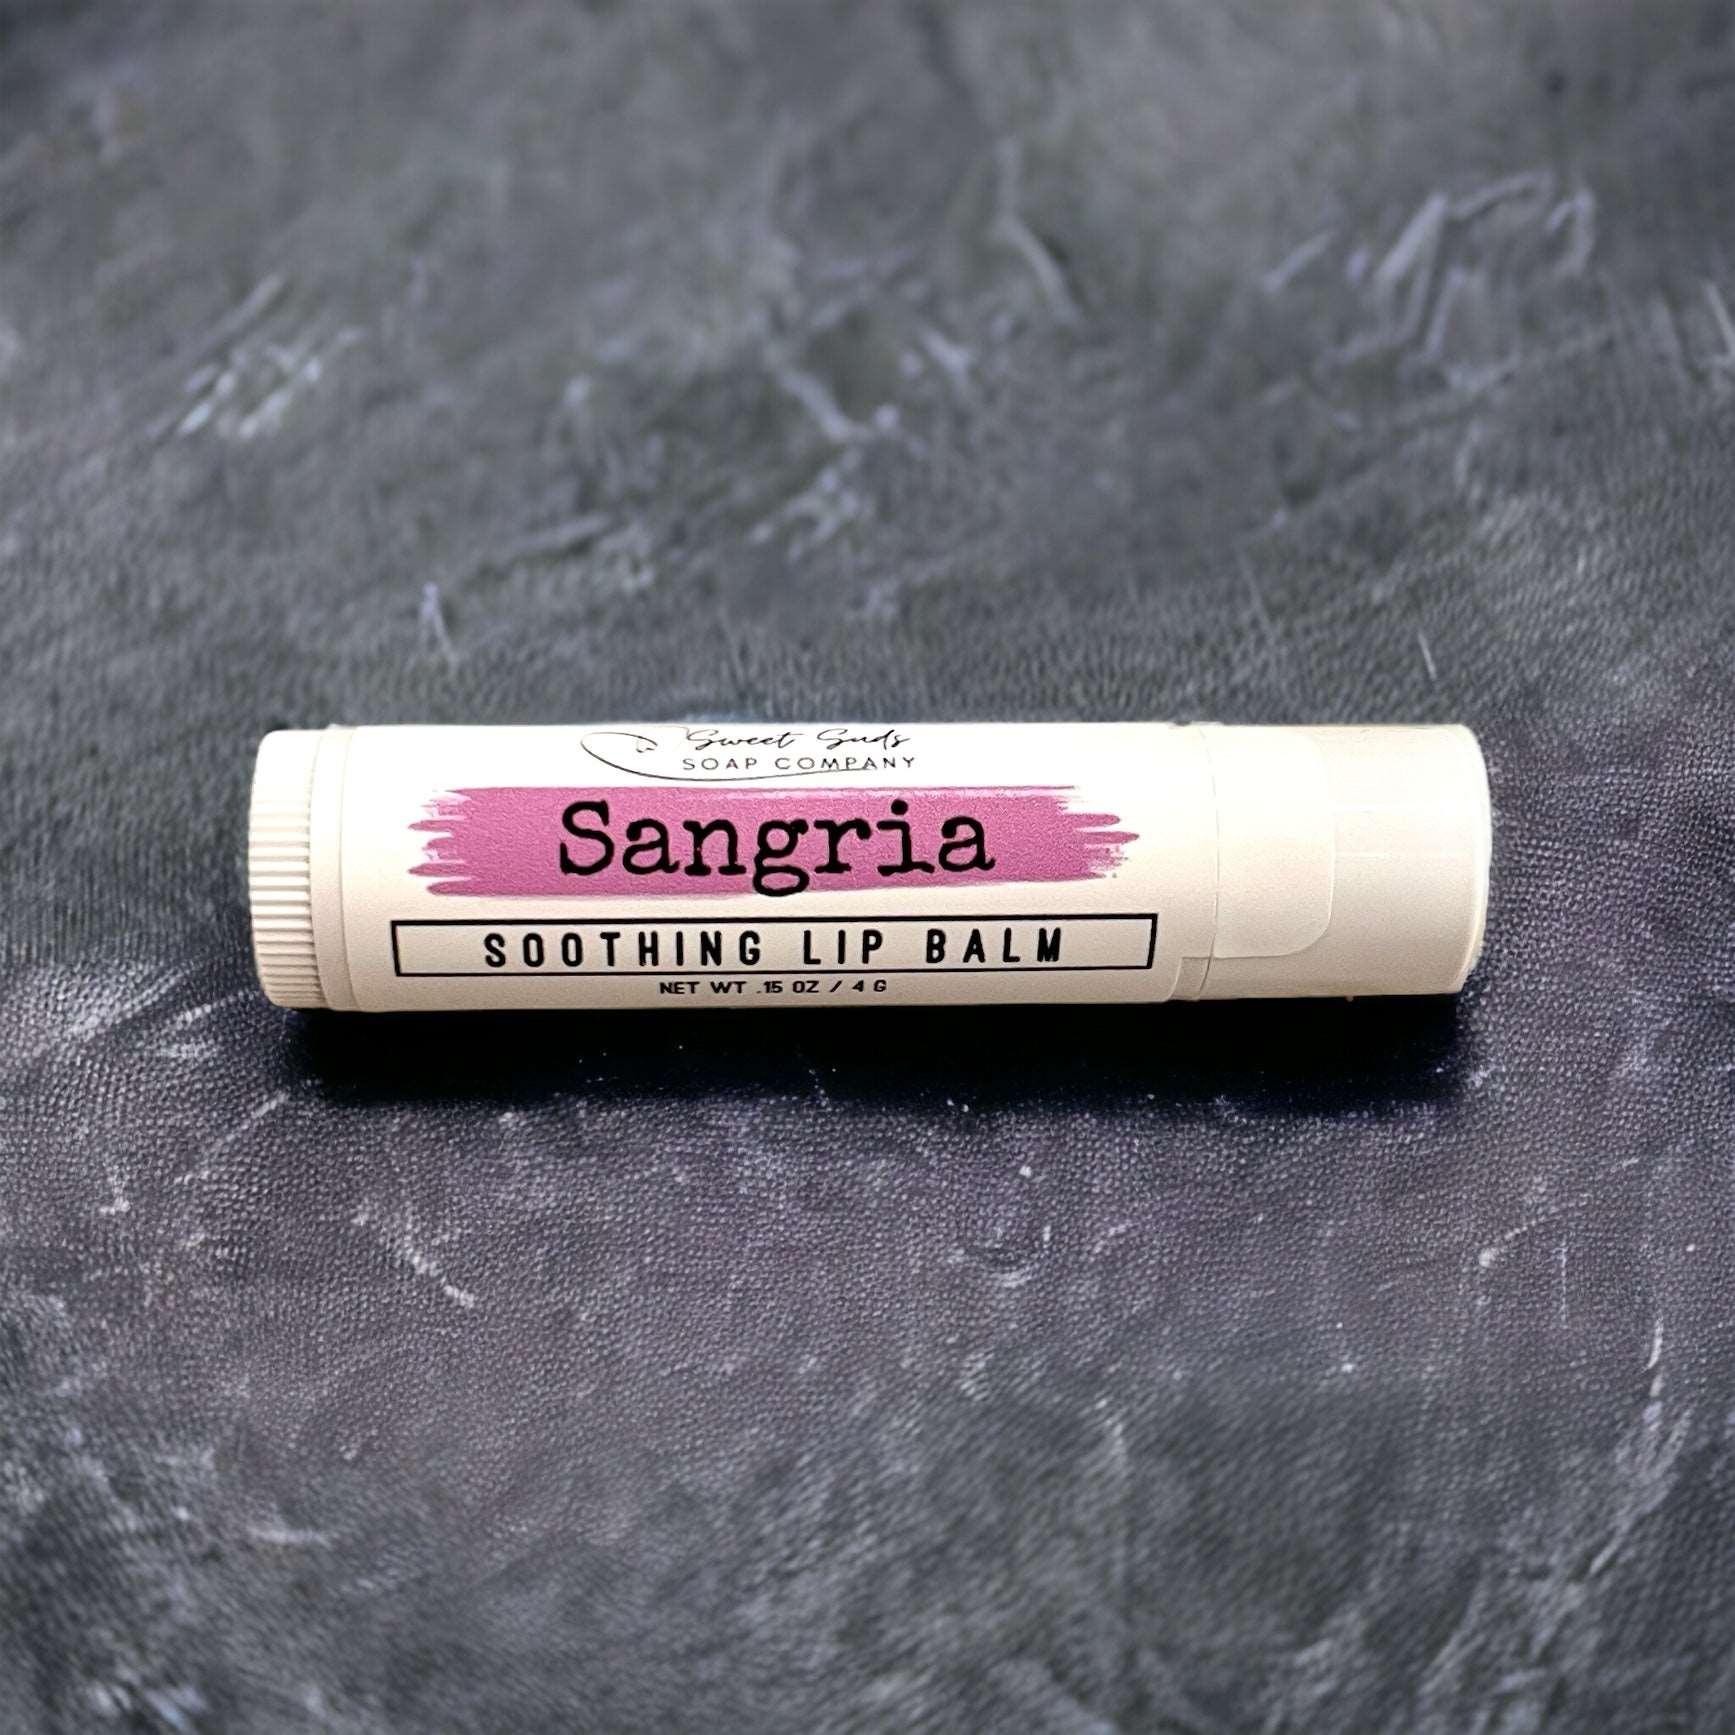 Sweet Suds
SOAP COMPANY
Sangria
SOOTHING LIP BALM
NET WT .15 OZ / 4 G